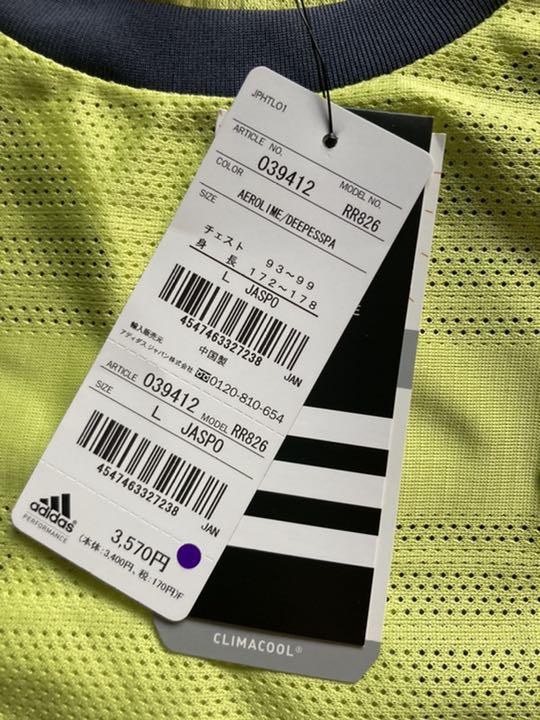 JPHTL01
ARTICLE NO.
039412
MODEL NO.
RR826
COLOR
AEROLIME/DEEPESSPA
SIZE
チェスト 93～99
身 長 172～178
L JASPO
4547463327238
JAN
輸入販売元
アディダス ジャパン株式会社
0120-810-654
中国製
ARTICLE 039412 MODEL RR826
SIZE L JASPO
4547463327238
JAN
adidas
PERFORMANCE
3,570円
(本体:3,400円、税:170円)F
CLIMACOOL®